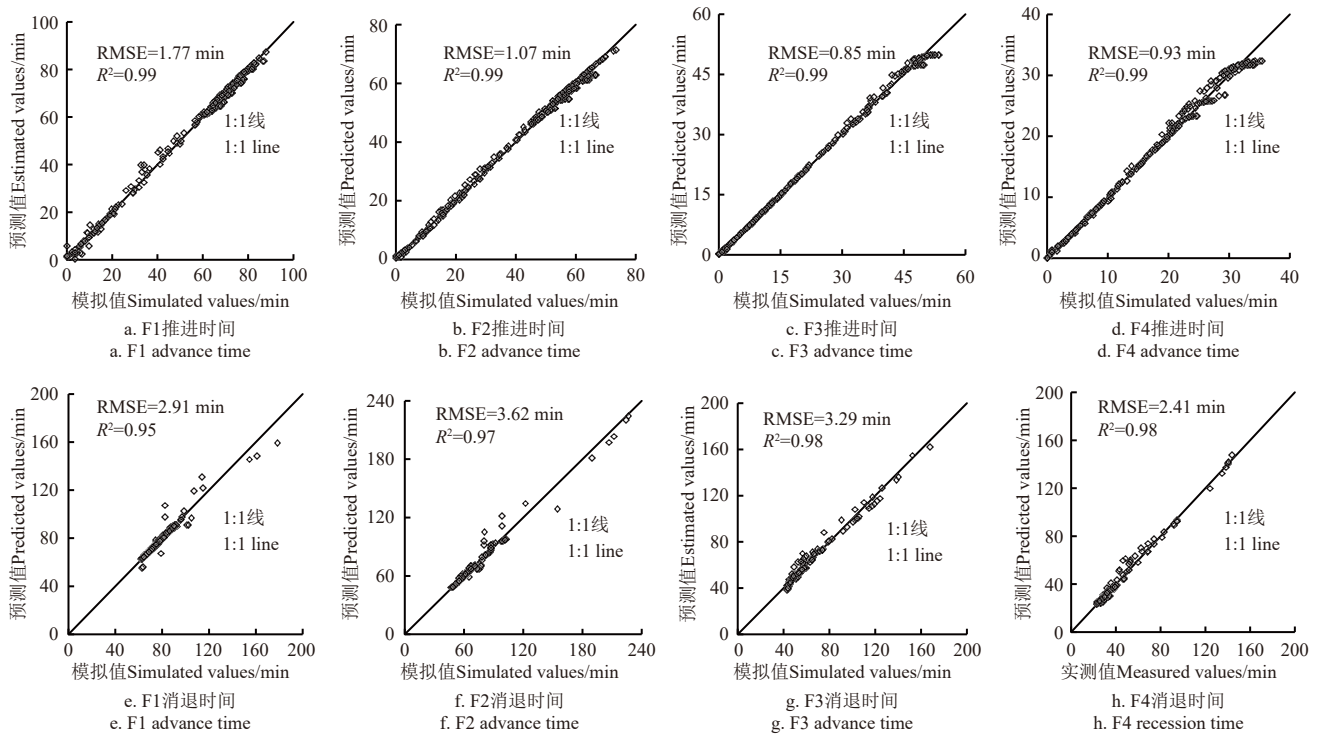 100
80
60
40
20
0
0
20
40
60
80
100
预测值Estimated values/min
RMSE=1.77 min
R²=0.99
1:1线
1:1 line
模拟值Simulated values/min
a. F1推进时间
a. F1 advance time
80
60
40
20
0
0
20
40
60
80
预测值Predicted values/min
RMSE=1.07 min
R²=0.99
1:1线
1:1 line
模拟值Simulated values/min
b. F2推进时间
b. F2 advance time
60
45
30
15
0
0
15
30
45
60
预测值Predicted values/min
RMSE=0.85 min
R²=0.99
1:1线
1:1 line
模拟值Simulated values/min
c. F3推进时间
c. F3 advance time
40
30
20
10
0
0
10
20
30
40
预测值Predicted values/min
RMSE=0.93 min
R²=0.99
1:1线
1:1 line
模拟值Simulated values/min
d. F4推进时间
d. F4 advance time
200
160
120
80
40
0
0
40
80
120
160
200
预测值Predicted values/min
RMSE=2.91 min
R²=0.95
1:1线
1:1 line
模拟值Simulated values/min
e. F1消退时间
e. F1 advance time
240
180
120
60
0
0
60
120
180
240
预测值Predicted values/min
RMSE=3.62 min
R²=0.97
1:1线
1:1 line
模拟值Simulated values/min
f. F2消退时间
f. F2 advance time
200
160
120
80
40
0
0
40
80
120
160
200
预测值Estimated values/min
RMSE=3.29 min
R²=0.98
1:1线
1:1 line
模拟值Simulated values/min
g. F3消退时间
g. F3 advance time
200
160
120
80
40
0
0
40
80
120
160
200
预测值Predicted values/min
RMSE=2.41 min
R²=0.98
1:1线
1:1 line
实测值Measured values/min
h. F4消退时间
h. F4 recession time